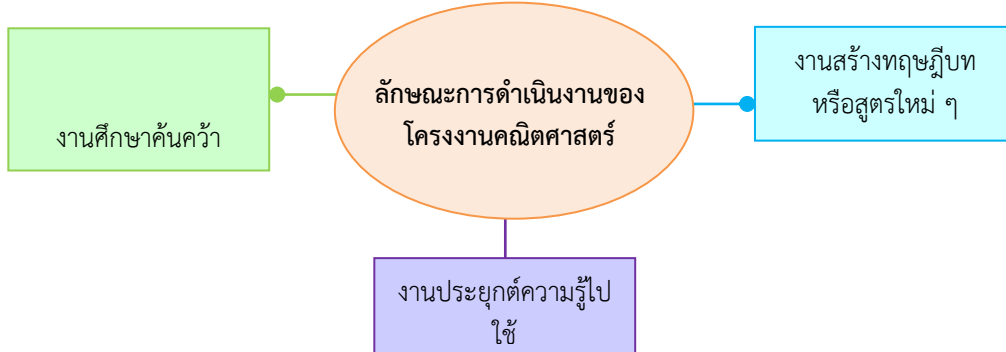 ลักษณะการดำเนินงานของ
โครงงานคณิตศาสตร์
งานศึกษาค้นคว้า
งานสร้างทฤษฎีบท
หรือสูตรใหม่ ๆ
งานประยุกต์ความรู้ไป
ใช้